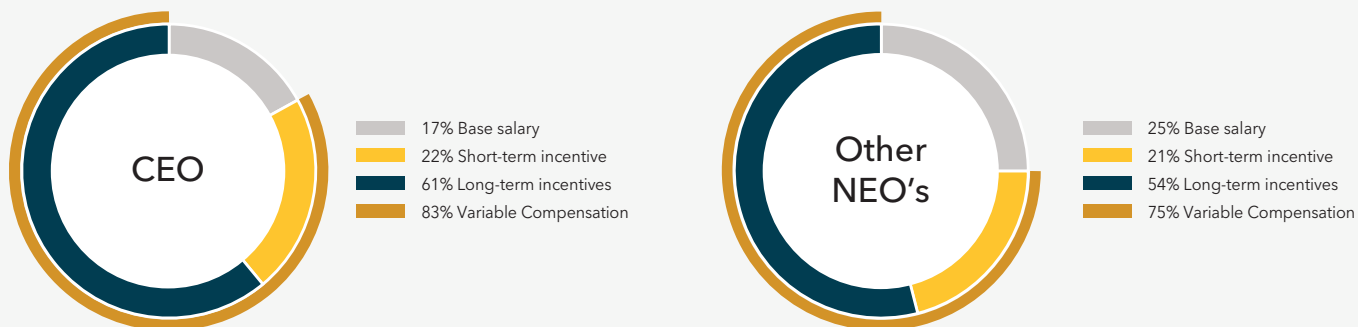 CEO
17% Base salary
22% Short-term incentive
61% Long-term incentives
83% Variable Compensation
Other
NEO's
25% Base salary
21% Short-term incentive
54% Long-term incentives
75% Variable Compensation